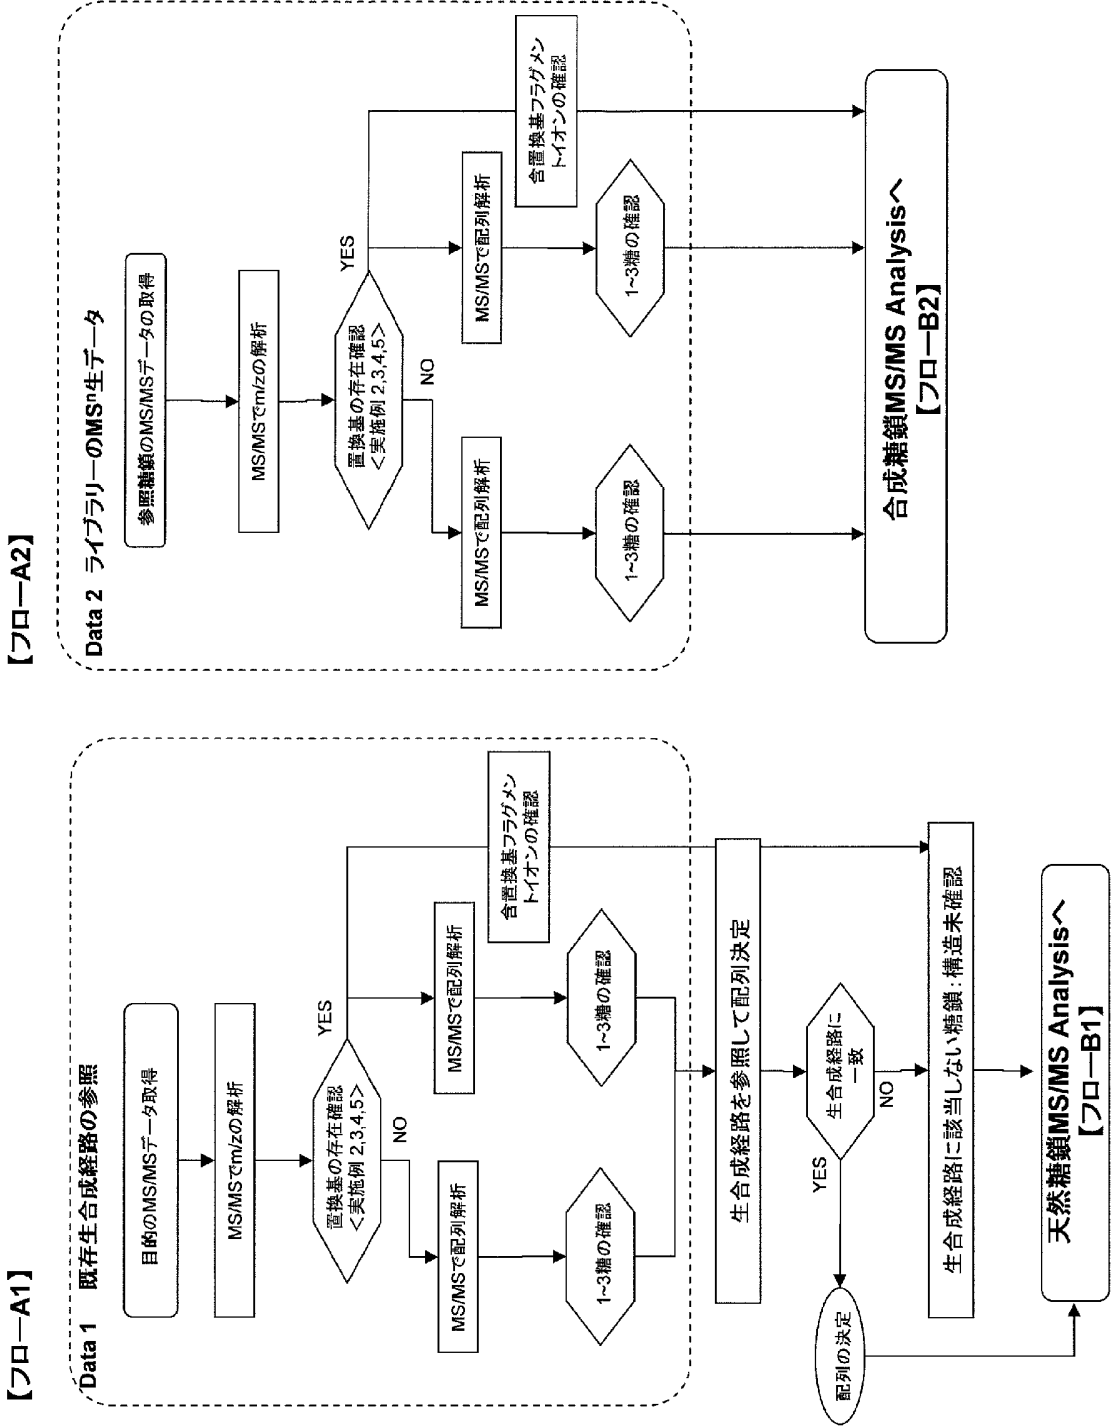 【フロ―A1】
Data 1 既存生合成経路の参照
目的のMS/MSデータ取得
MS/MSでm/zの解析
置換基の存在確認
＜実施例 2,3,4,5＞
YES
NO
MS/MSで配列解析
MS/MSで配列解析
含置換基フラグメン
トイオンの確認
1~3糖の確認
1~3糖の確認
生合成経路を参照して配列決定
生合成経路に
一致
YES
NO
配列の決定
生合成経路に該当しない糖鎖：構造未確認
天然糖鎖MS/MS Analysisへ
【フロ―B1】
【フロ―A2】
Data 2 ライブラリーのMSⁿ生データ
参照糖鎖のMS/MSデータの取得
MS/MSでm/zの解析
置換基の存在確認
＜実施例 2,3,4,5＞
YES
NO
MS/MSで配列解析
MS/MSで配列解析
含置換基フラグメン
トイオンの確認
1~3糖の確認
1~3糖の確認
合成糖鎖MS/MS Analysisへ
【フロ―B2】